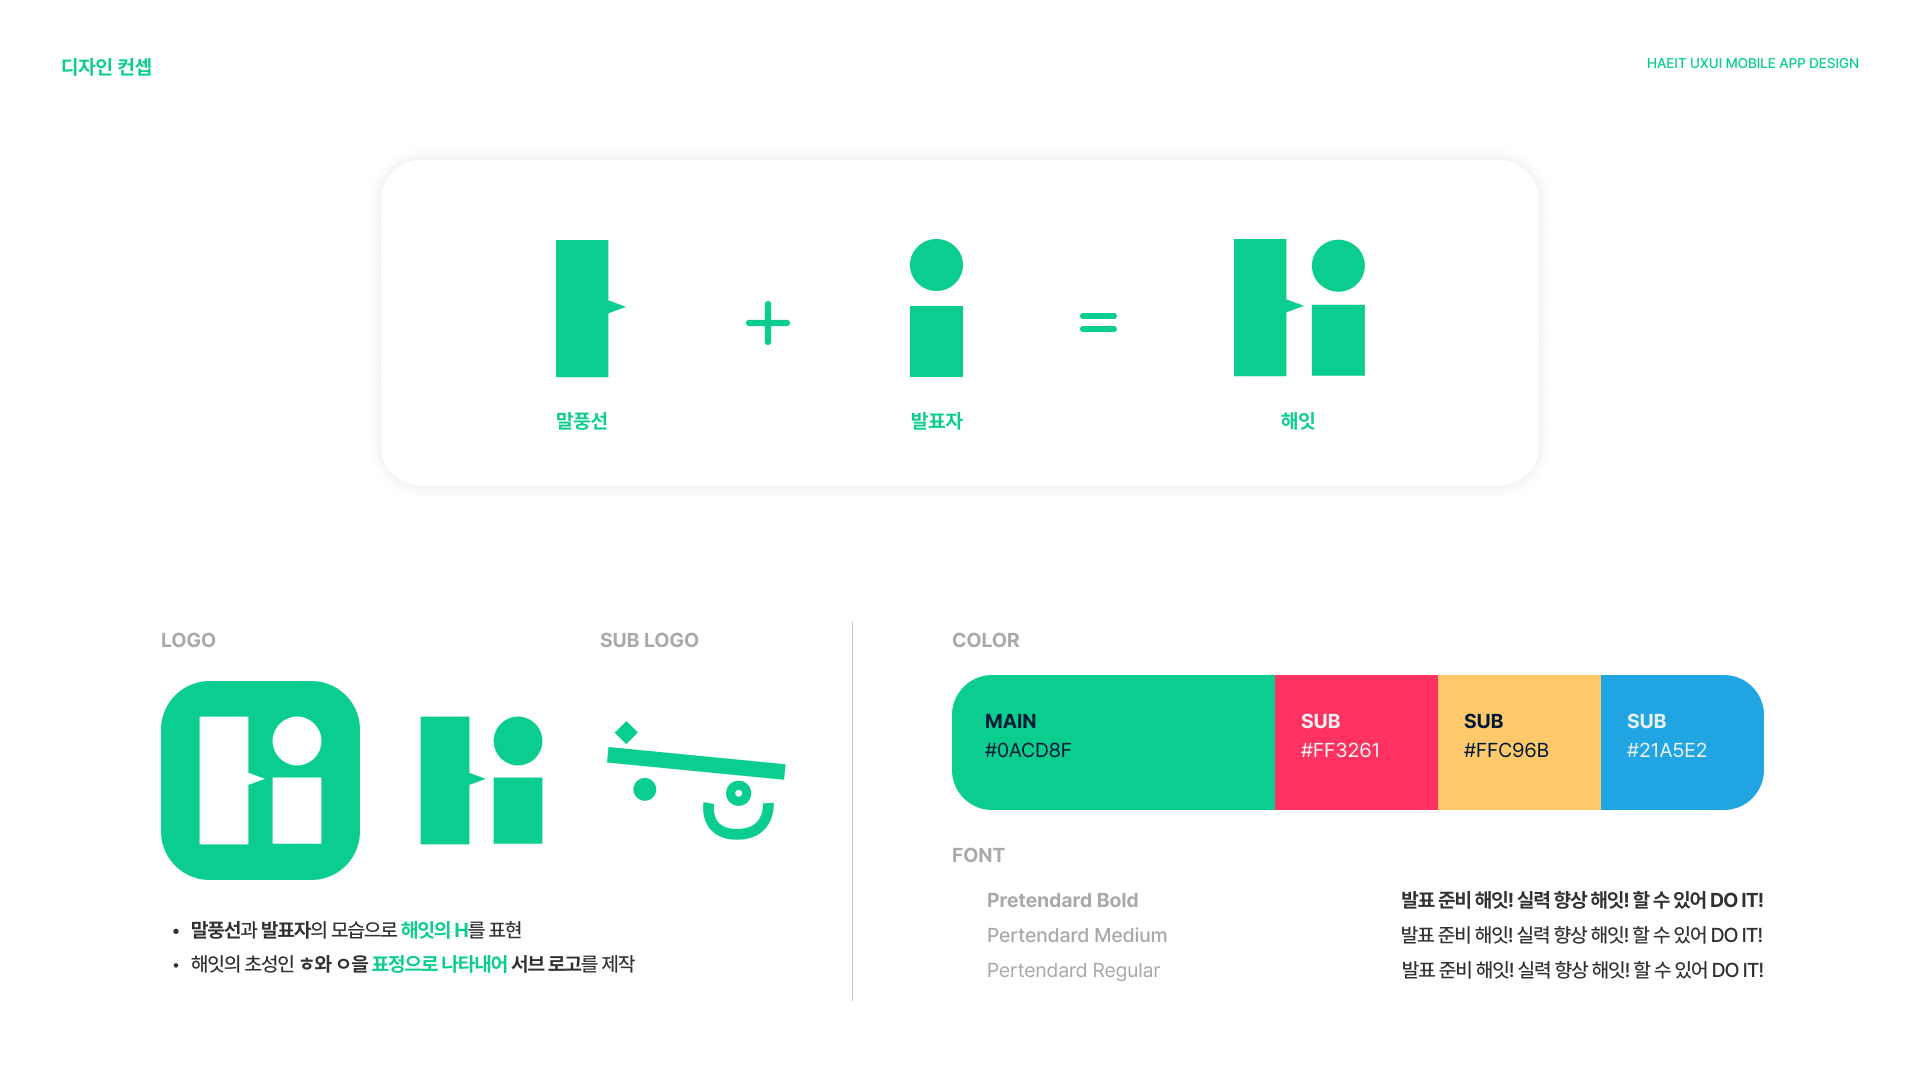 디자인 컨셉
HAEIT UXUI MOBILE APP DESIGN
말풍선
발표자
해잇
LOGO
SUB LOGO
• 말풍선과 발표자의 모습으로 해잇의 H를 표현
• 해잇의 초성인 ㅎ와 ㅇ을 표정으로 나타내어 서브 로고를 제작
COLOR
MAIN
#0ACD8F
SUB
#FF3261
SUB
#FFC96B
SUB
#21A5E2
FONT
Pretendard Bold
발표 준비 해잇! 실력 향상 해잇! 할 수 있어 DO IT!
Pertendard Medium
발표 준비 해잇! 실력 향상 해잇! 할 수 있어 DO IT!
Pertendard Regular
발표 준비 해잇! 실력 향상 해잇! 할 수 있어 DO IT!